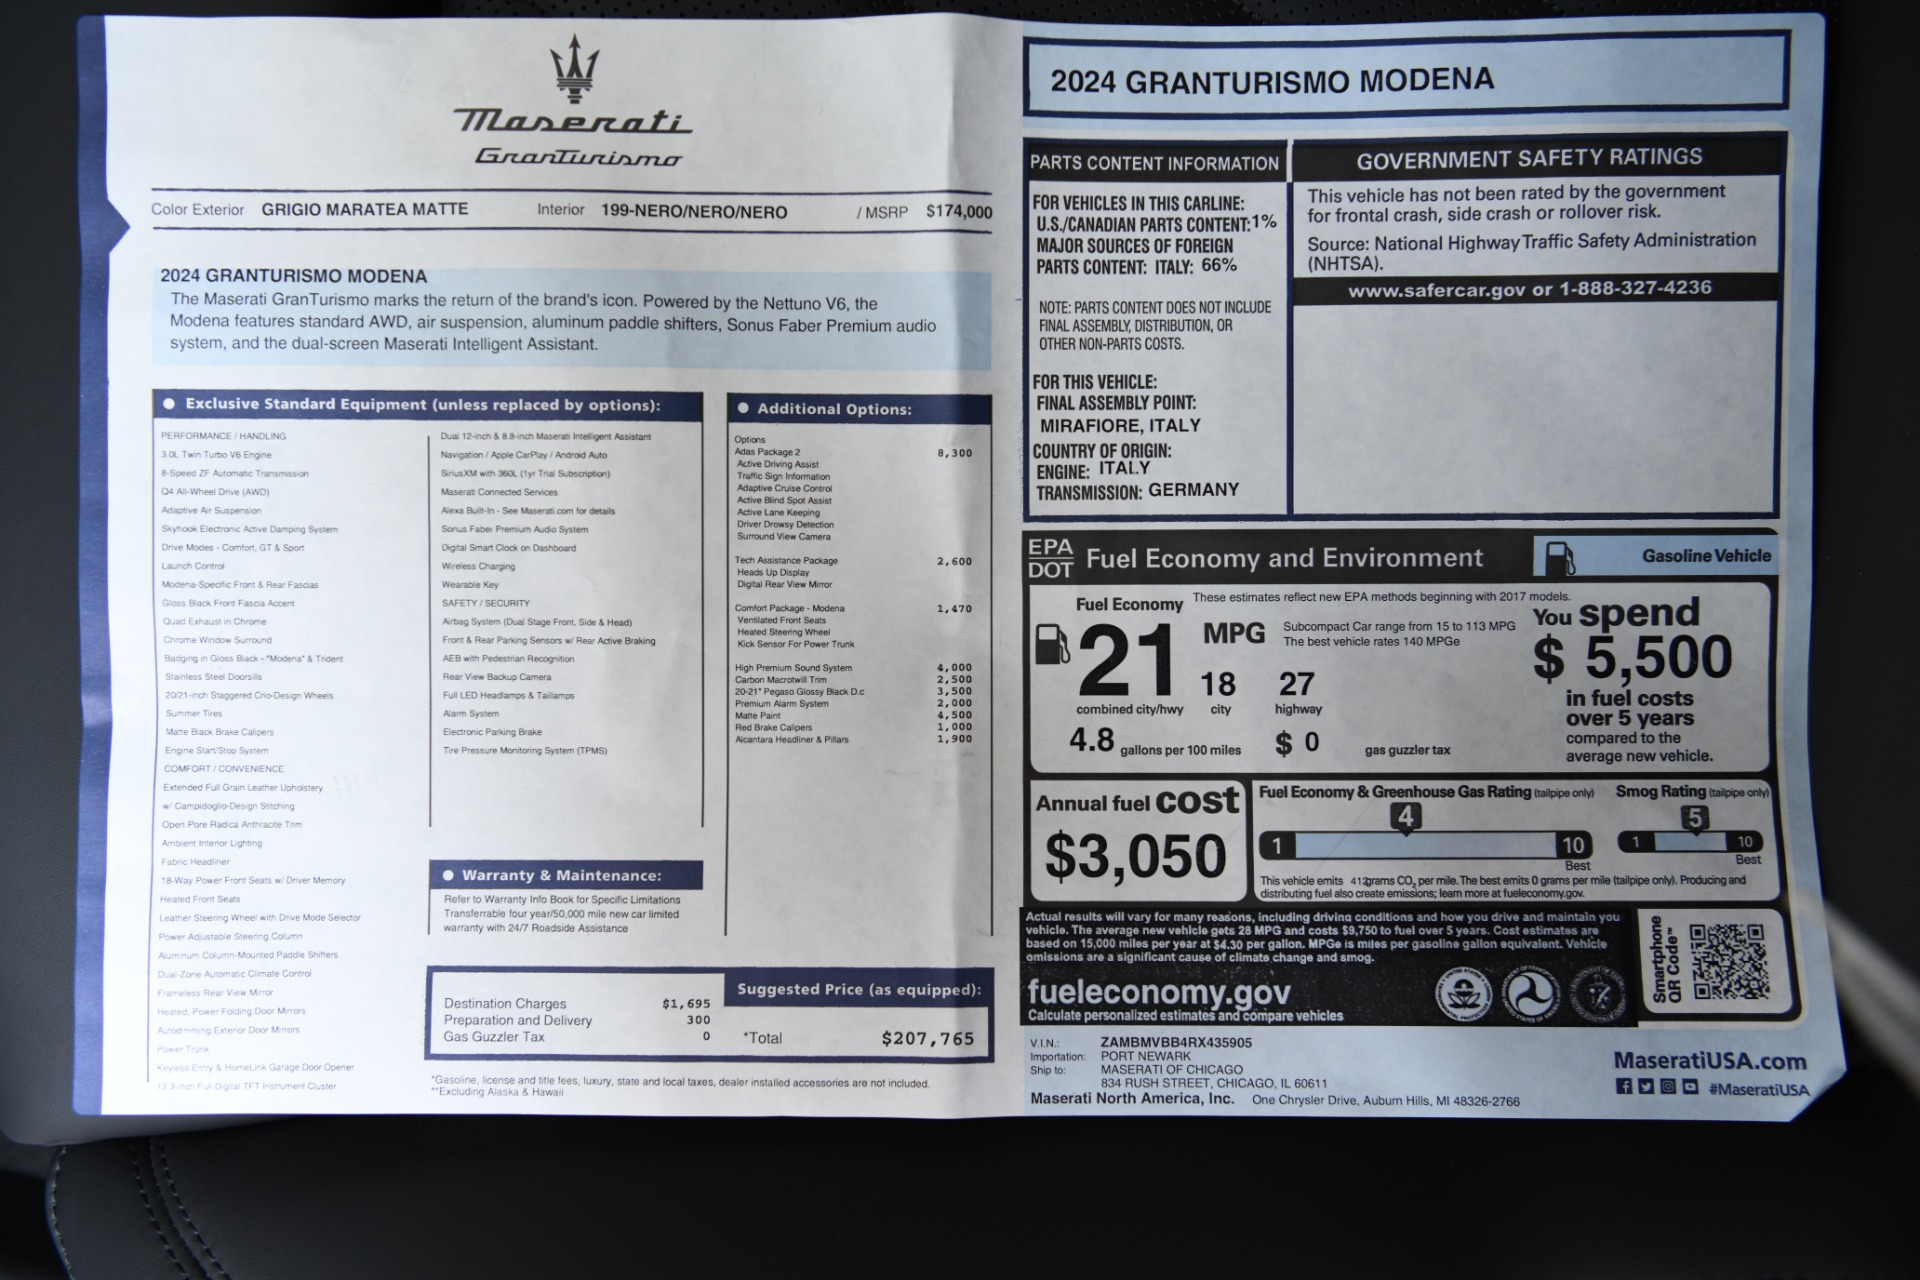 Maserati
GranTurismo
Color Exterior GRIGIO MARATEA MATTE Interior 199-NERO/NERO/NERO / MSRP $174,000
2024 GRANTURISMO MODENA
The Maserati GranTurismo marks the return of the brand's icon. Powered by the Nettuno V6, the
Modena features standard AWD, air suspension, aluminum paddle shifters, Sonus Faber Premium audio
system, and the dual-screen Maserati Intelligent Assistant.
● Exclusive Standard Equipment (unless replaced by options):
PERFORMANCE / HANDLING
3.0L Twin Turbo V6 Engine
8-Speed ZF Automatic Transmission
Q4 All-Wheel Drive (AWD)
Adaptive Air Suspension
Skyhook Electronic Active Damping System
Drive Modes - Comfort, GT & Sport
Launch Control
Modena-Specific Front & Rear Fascias
Gloss Black Front Fascia Accent
Quad Exhaust in Chrome
Chrome Window Surround
Badging in Gloss Black - "Modena" & Trident
Stainless Steel Doorsills
20/21-inch Staggered Crio-Design Wheels
Summer Tires
Matte Black Brake Calipers
Engine Start/Stop System
COMFORT / CONVENIENCE
Extended Full Grain Leather Upholstery
w/ Campidoglio-Design Stitching
Open Pore Radica Anthracite Trim
Ambient Interior Lighting
Fabric Headliner
18-Way Power Front Seats w/ Driver Memory
Heated Front Seats
Leather Steering Wheel with Drive Mode Selector
Power Adjustable Steering Column
Aluminum Column-Mounted Paddle Shifters
Dual-Zone Automatic Climate Control
Frameless Rear View Mirror
Heated, Power Folding Door Mirrors
Autodimming Exterior Door Mirrors
Power Trunk
Keyless Entry & HomeLink Garage Door Opener
12.3-inch Full Digital TFT Instrument Cluster
Dual 12-inch & 8.8-inch Maserati Intelligent Assistant
Navigation / Apple CarPlay / Android Auto
SiriusXM with 360L (1yr Trial Subscription)
Maserati Connected Services
Alexa Built-In - See Maserati.com for details
Sonus Faber Premium Audio System
Digital Smart Clock on Dashboard
Wireless Charging
Wearable Key
SAFETY / SECURITY
Airbag System (Dual Stage Front, Side & Head)
Front & Rear Parking Sensors w/ Rear Active Braking
AEB with Pedestrian Recognition
Rear View Backup Camera
Full LED Headlamps & Taillamps
Alarm System
Electronic Parking Brake
Tire Pressure Monitoring System (TPMS)
● Warranty & Maintenance:
Refer to Warranty Info Book for Specific Limitations
Transferrable four year/50,000 mile new car limited
warranty with 24/7 Roadside Assistance
● Additional Options:
Options
Adas Package 2 8,300
Active Driving Assist
Traffic Sign Information
Adaptive Cruise Control
Active Blind Spot Assist
Active Lane Keeping
Driver Drowsy Detection
Surround View Camera
Tech Assistance Package 2,600
Heads Up Display
Digital Rear View Mirror
Comfort Package - Modena 1,470
Ventilated Front Seats
Heated Steering Wheel
Kick Sensor For Power Trunk
High Premium Sound System 4,000
Carbon Macrotwill Trim 2,500
20-21" Pegaso Glossy Black D.c 3,500
Premium Alarm System 2,000
Matte Paint 4,500
Red Brake Calipers 1,000
Alcantara Headliner & Pillars 1,900
Destination Charges $1,695
Preparation and Delivery 300
Gas Guzzler Tax 0
Suggested Price (as equipped):
*Total $207,765
*Gasoline, license and title fees, luxury, state and local taxes, dealer installed accessories are not included.
**Excluding Alaska & Hawaii
2024 GRANTURISMO MODENA
PARTS CONTENT INFORMATION
FOR VEHICLES IN THIS CARLINE:
U.S./CANADIAN PARTS CONTENT: 1%
MAJOR SOURCES OF FOREIGN
PARTS CONTENT: ITALY: 66%
NOTE: PARTS CONTENT DOES NOT INCLUDE
FINAL ASSEMBLY, DISTRIBUTION, OR
OTHER NON-PARTS COSTS.
FOR THIS VEHICLE:
FINAL ASSEMBLY POINT:
MIRAFIORE, ITALY
COUNTRY OF ORIGIN:
ENGINE: ITALY
TRANSMISSION: GERMANY
GOVERNMENT SAFETY RATINGS
This vehicle has not been rated by the government
for frontal crash, side crash or rollover risk.
Source: National Highway Traffic Safety Administration
(NHTSA).
www.safercar.gov or 1-888-327-4236
EPA
DOT
Fuel Economy and Environment
Gasoline Vehicle
Fuel Economy
These estimates reflect new EPA methods beginning with 2017 models.
21 MPG
Subcompact Car range from 15 to 113 MPG
The best vehicle rates 140 MPGe
18 27
combined city/hwy city highway
4.8 gallons per 100 miles $ 0 gas guzzler tax
You spend
$ 5,500
in fuel costs
over 5 years
compared to the
average new vehicle.
Annual fuel cost
$3,050
Fuel Economy & Greenhouse Gas Rating (tailpipe only)
4
1 10
Best
Smog Rating (tailpipe only)
5
1 10
Best
This vehicle emits 412grams CO2 per mile. The best emits 0 grams per mile (tailpipe only). Producing and
distributing fuel also create emissions; learn more at fueleconomy.gov.
Actual results will vary for many reasons, including driving conditions and how you drive and maintain you
vehicle. The average new vehicle gets 28 MPG and costs $9,750 to fuel over 5 years. Cost estimates are
based on 15,000 miles per year at $4.30 per gallon. MPGe is miles per gasoline gallon equivalent. Vehicle
omissions are a significant cause of climate change and smog.
fueleconomy.gov
Calculate personalized estimates and compare vehicles
Smartphone
QR Code™
V.I.N.: ZAMBMVBB4RX435905
Importation: PORT NEWARK
Ship to: MASERATI OF CHICAGO
834 RUSH STREET, CHICAGO, IL 60611
Maserati North America, Inc. One Chrysler Drive, Auburn Hills, MI 48326-2766
MaseratiUSA.com
#MaseratiUSA